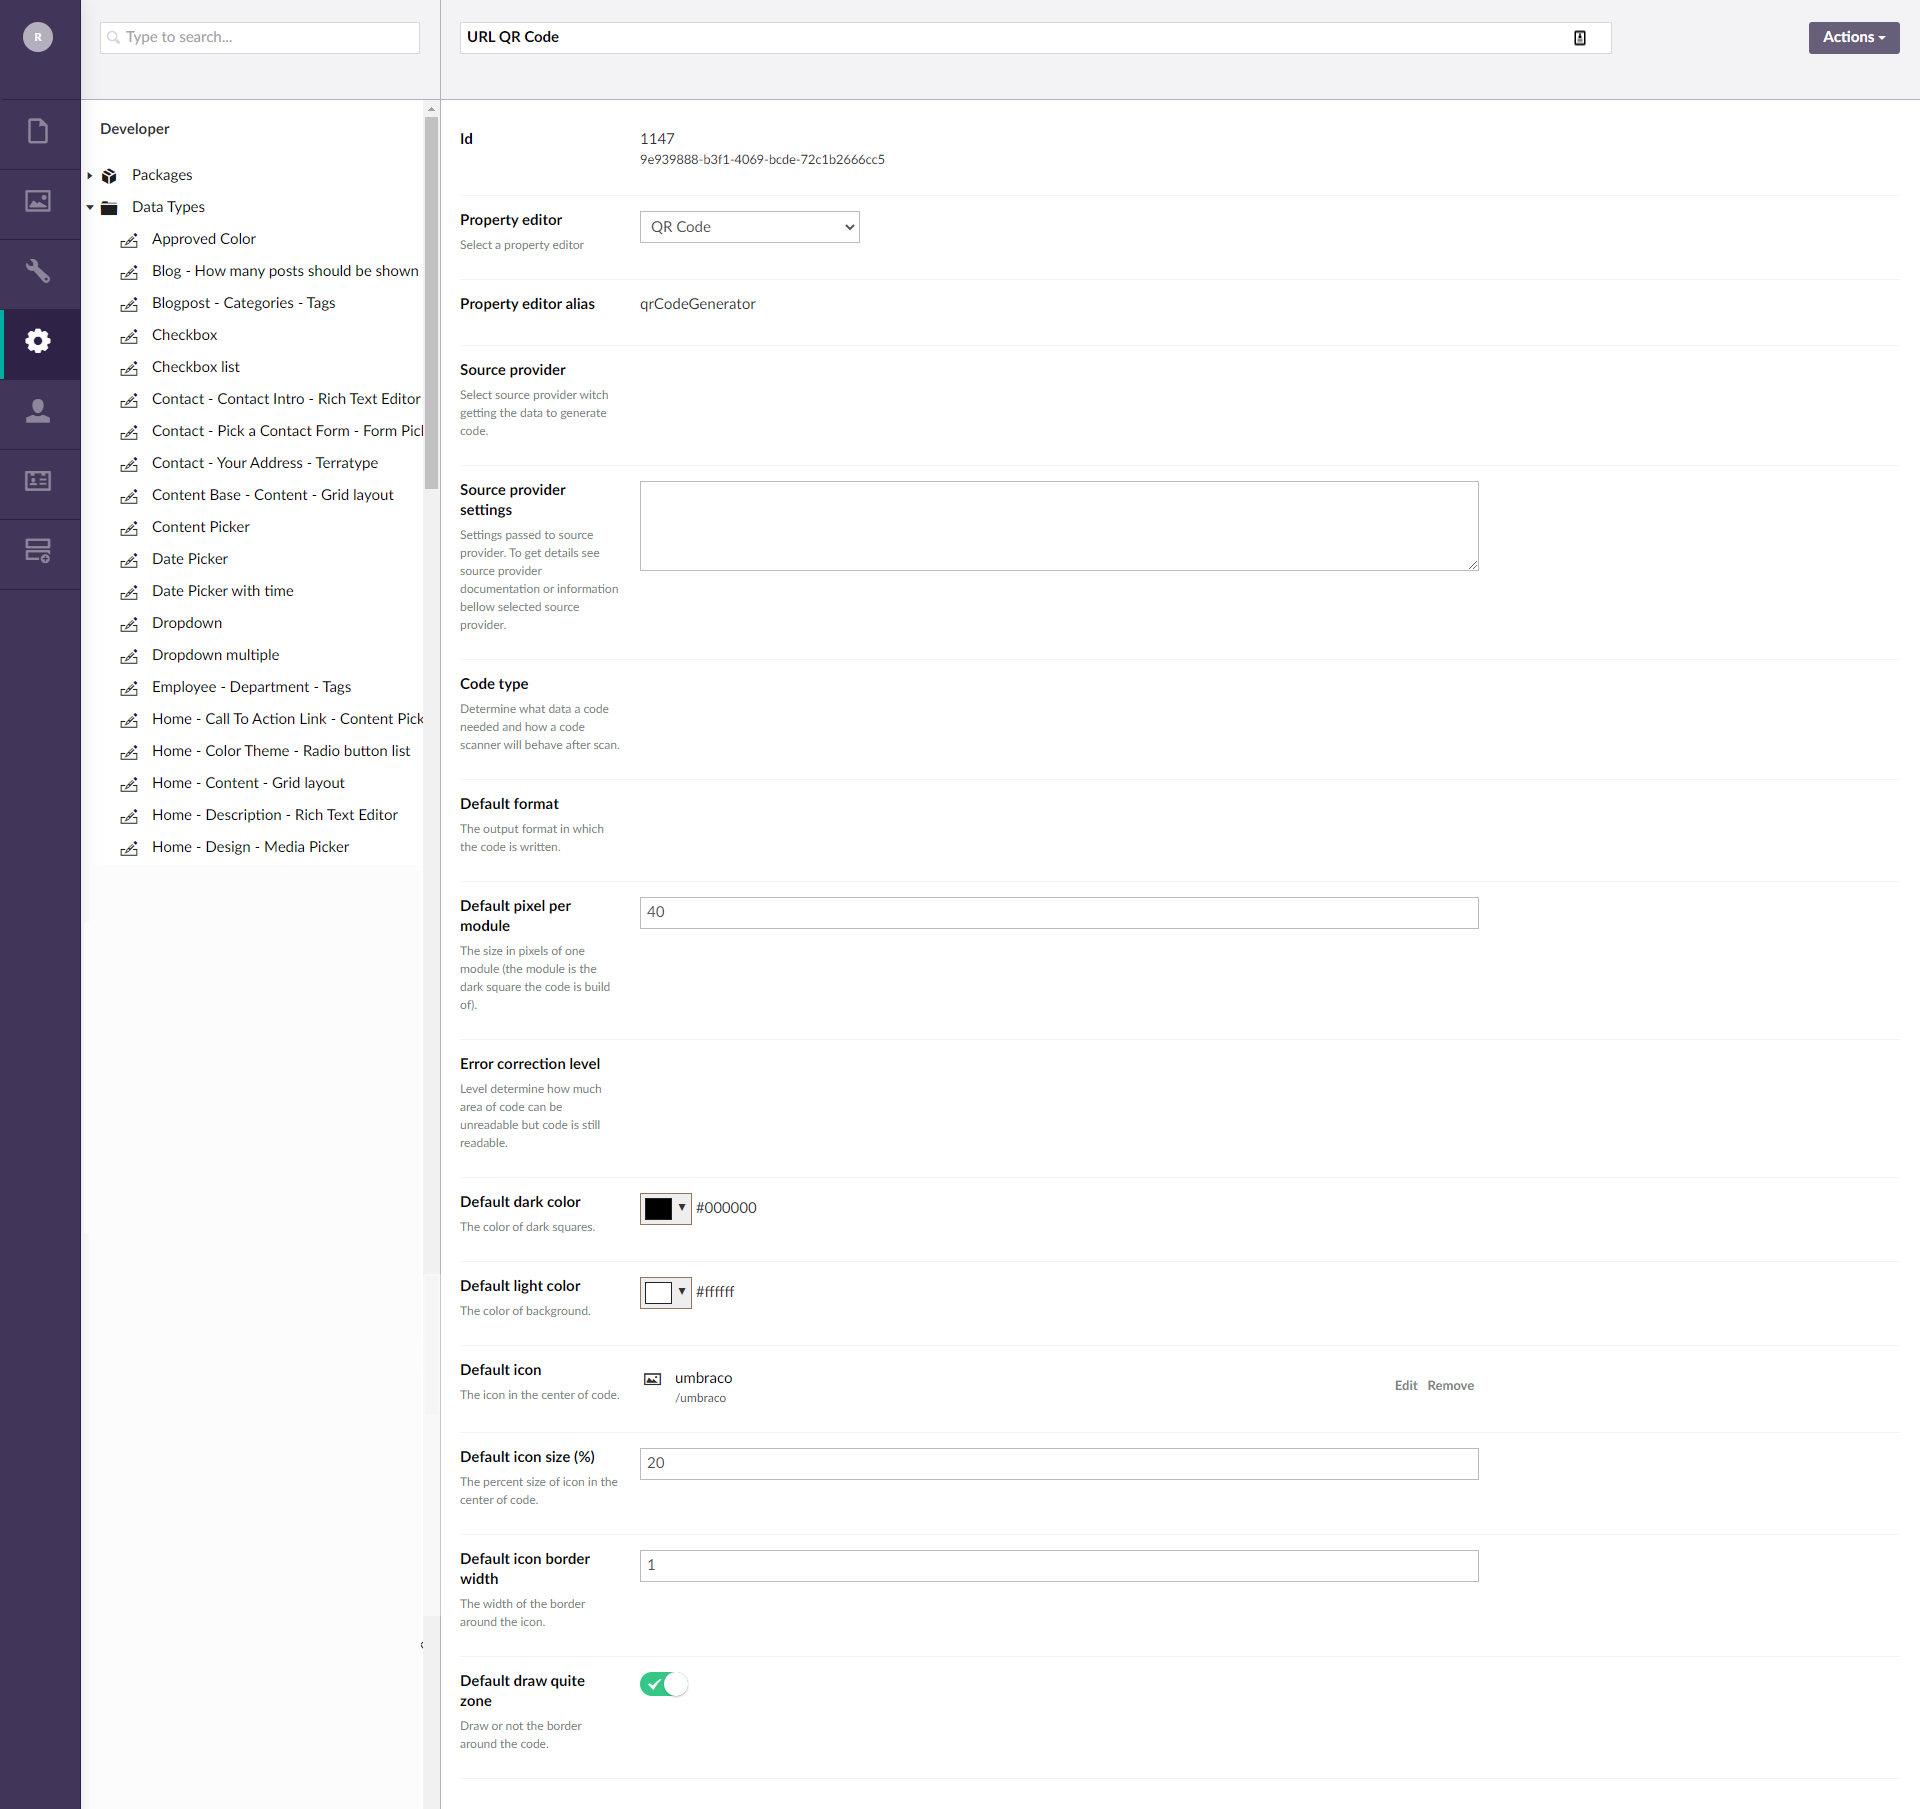 R
Type to search...
URL QR Code
Actions
Developer
Packages
Data Types
Approved Color
Blog - How many posts should be shown
Blogpost - Categories - Tags
Checkbox
Checkbox list
Contact - Contact Intro - Rich Text Editor
Contact - Pick a Contact Form - Form Pic
Contact - Your Address - Terratype
Content Base - Content - Grid layout
Content Picker
Date Picker
Date Picker with time
Dropdown
Dropdown multiple
Employee - Department - Tags
Home - Call To Action Link - Content Pick
Home - Color Theme - Radio button list
Home - Content - Grid layout
Home - Description - Rich Text Editor
Home - Design - Media Picker
Id
1147
9e939888-b3f1-4069-bcde-72c1b2666cc5
Property editor
Select a property editor
QR Code
Property editor alias
qrCodeGenerator
Source provider
Select source provider witch
getting the data to generate
code.
Source provider
settings
Settings passed to source
provider. To get details see
source provider
documentation or information
bellow selected source
provider.
Code type
Determine what data a code
needed and how a code
scanner will behave after scan.
Default format
The output format in which
the code is written.
Default pixel per
module
The size in pixels of one
module (the module is the
dark square the code is build
of).
40
Error correction level
Level determine how much
area of code can be
unreadable but code is still
readable.
Default dark color
The color of dark squares.
#000000
Default light color
The color of background.
#ffffff
Default icon
The icon in the center of code.
umbraco
/umbraco
Edit Remove
Default icon size (%)
The percent size of icon in the
center of code.
20
Default icon border
width
The width of the border
around the icon.
1
Default draw quite
zone
Draw or not the border
around the code.